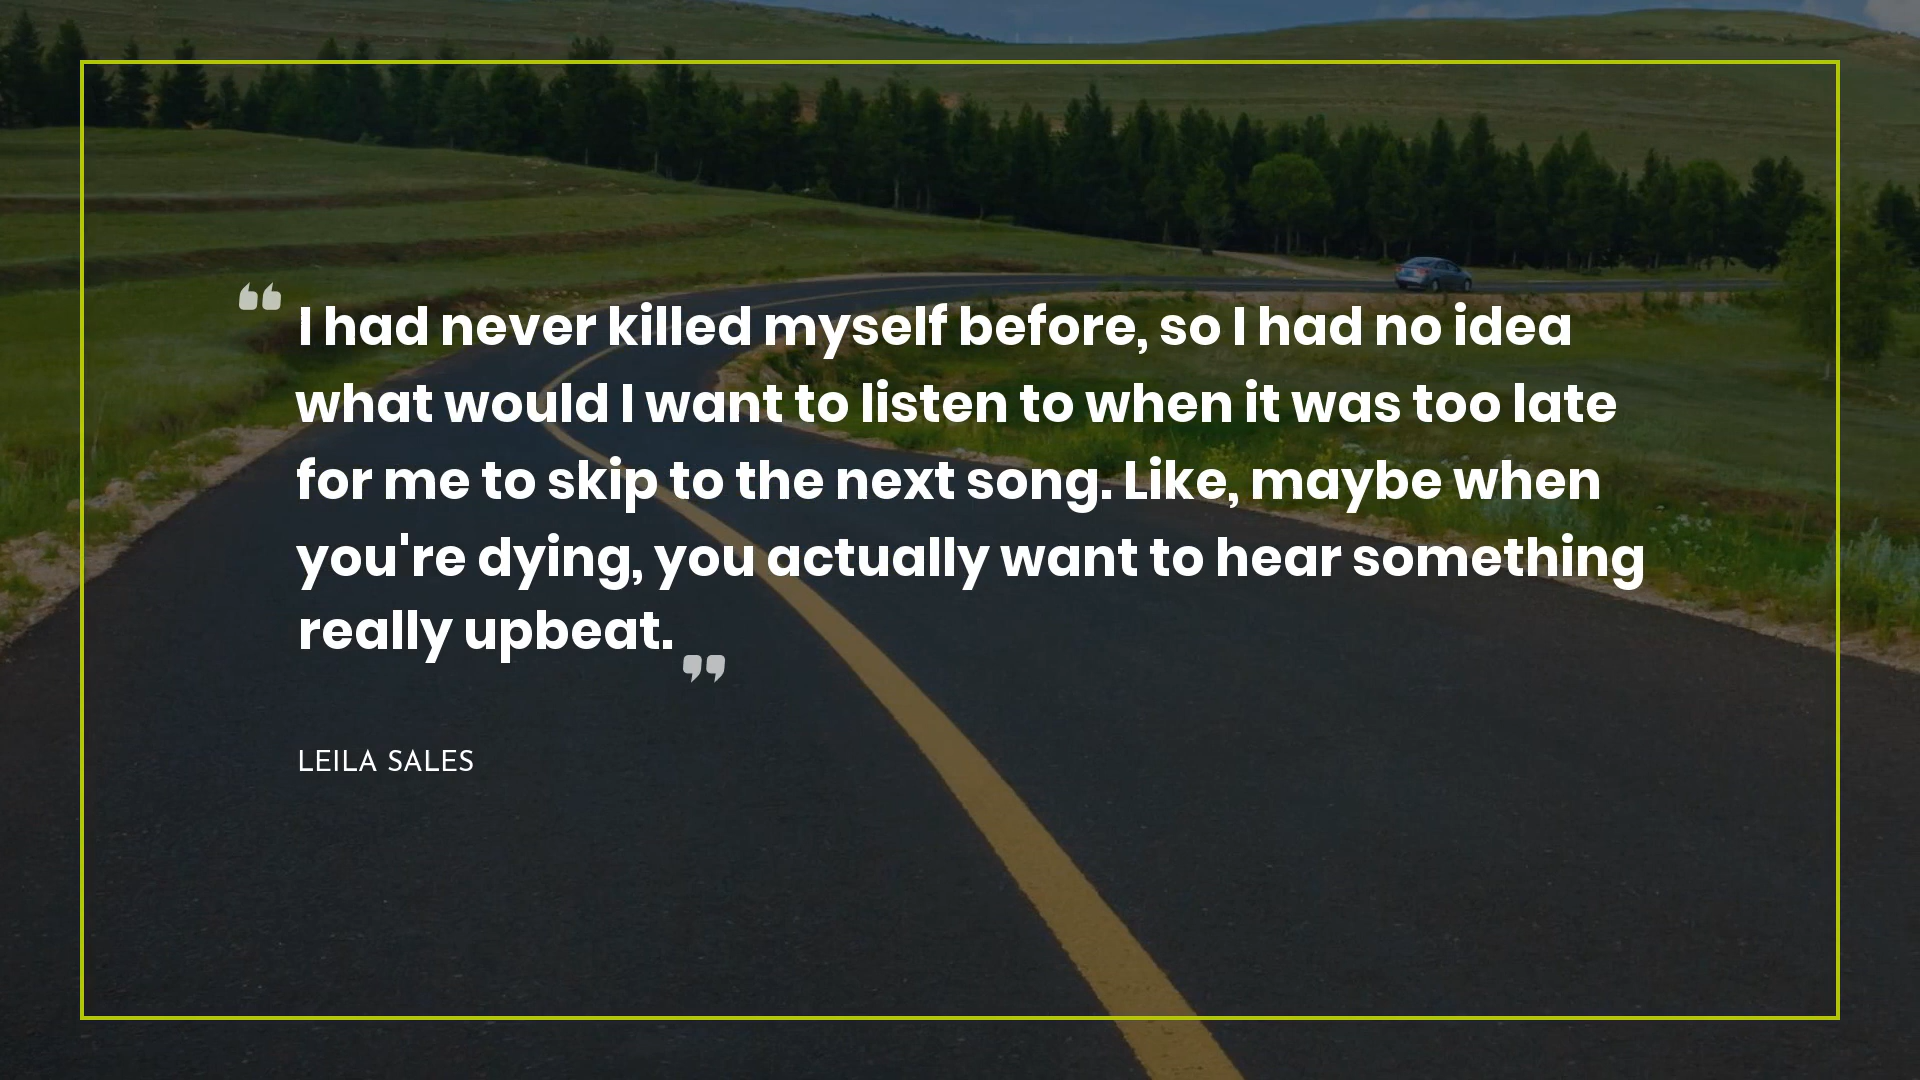 “ I had never killed myself before, so I had no idea
what would I want to listen to when it was too late
for me to skip to the next song. Like, maybe when
you're dying, you actually want to hear something
really upbeat. ”
LEILA SALES